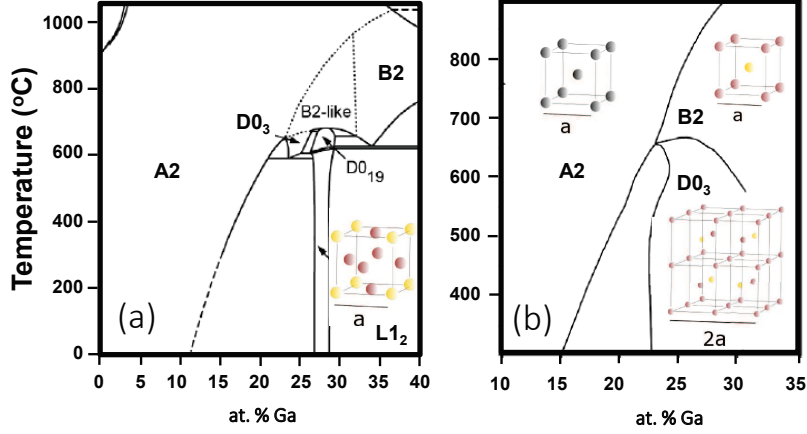 Temperature (ºC)
1000
800
600
400
200
0
B2
B2-like
D0₃
D0₁₉
A2
(a)
a
L1₂
0 5 10 15 20 25 30 35 40
at. % Ga
800
700
600
500
400
a
a
B2
A2
D0₃
(b)
2a
10 15 20 25 30 35
at. % Ga